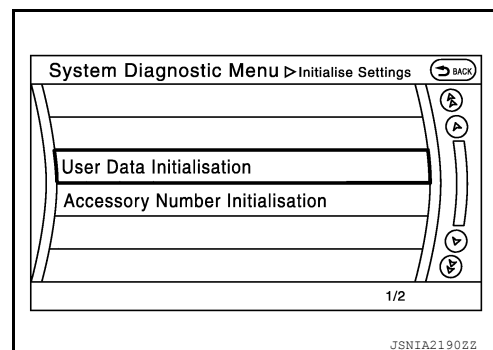 System Diagnostic Menu ▷Initialise Settings BACK
User Data Initialisation
Accessory Number Initialisation
1/2
JSNIA2190ZZ